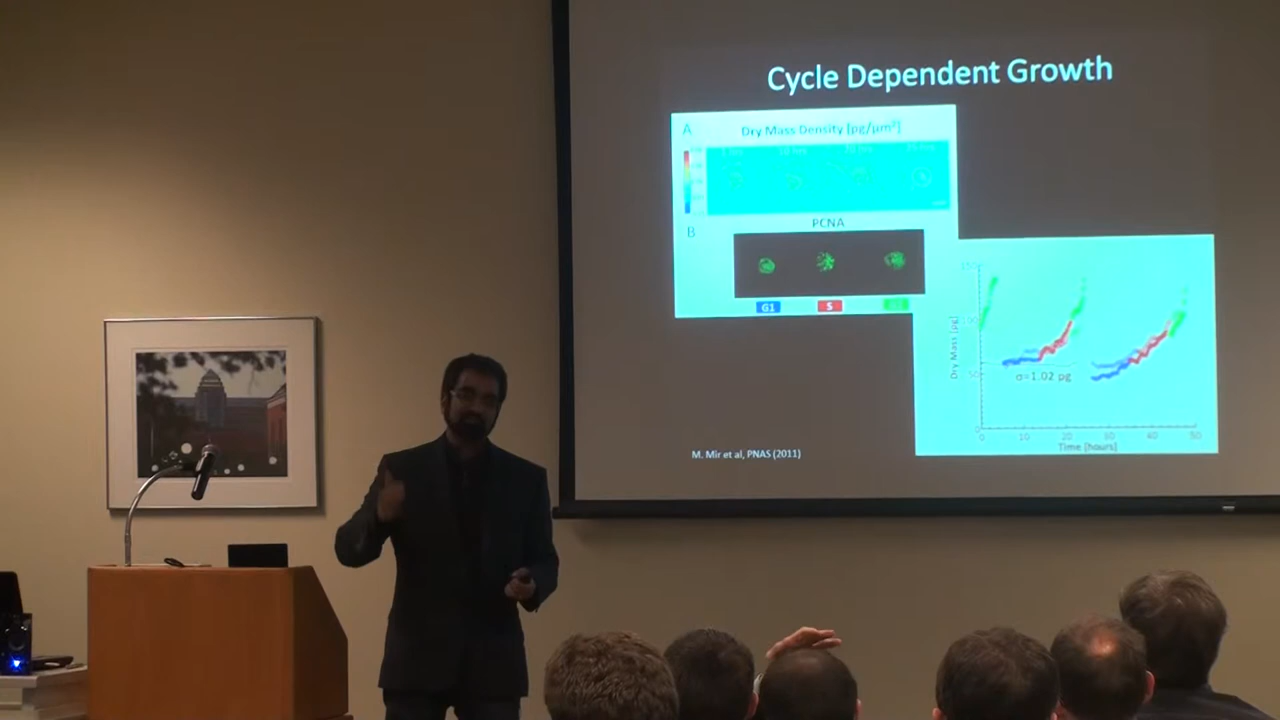 Cycle Dependent Growth
A
Dry Mass Density [pg/µm²]
B
PCNA
G1
S
Dry Mass [pg]
50
σ=1.02 pg
0
10
20
30
40
50
Time [hours]
M. Mir et al, PNAS (2011)